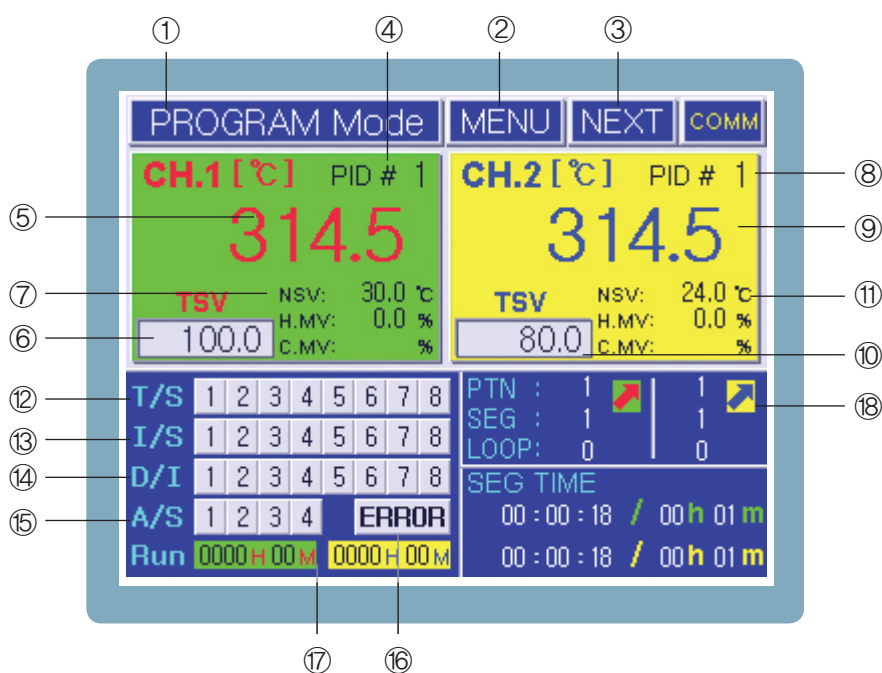 ① ④ ② ③
PROGRAM Mode MENU NEXT COMM
CH.1 [℃] PID # 1
CH.2 [℃] PID # 1 ⑧
⑤ 314.5
314.5 ⑨
⑦ NSV: 30.0 ℃
NSV: 24.0 ℃ ⑪
TSV H.MV: 0.0 %
TSV H.MV: 0.0 %
⑥ 100.0 C.MV: %
80.0 C.MV: % ⑩
⑫ T/S 1 2 3 4 5 6 7 8
⑬ I/S 1 2 3 4 5 6 7 8
⑭ D/I 1 2 3 4 5 6 7 8
⑮ A/S 1 2 3 4 ERROR
Run 0000 H 00 M 0000 H 00 M
PTN : 1 1 ⑱
SEG : 1 1
LOOP: 0 0
SEG TIME
00 : 00 : 18 / 00 h 01 m
00 : 00 : 18 / 00 h 01 m
⑰ ⑯